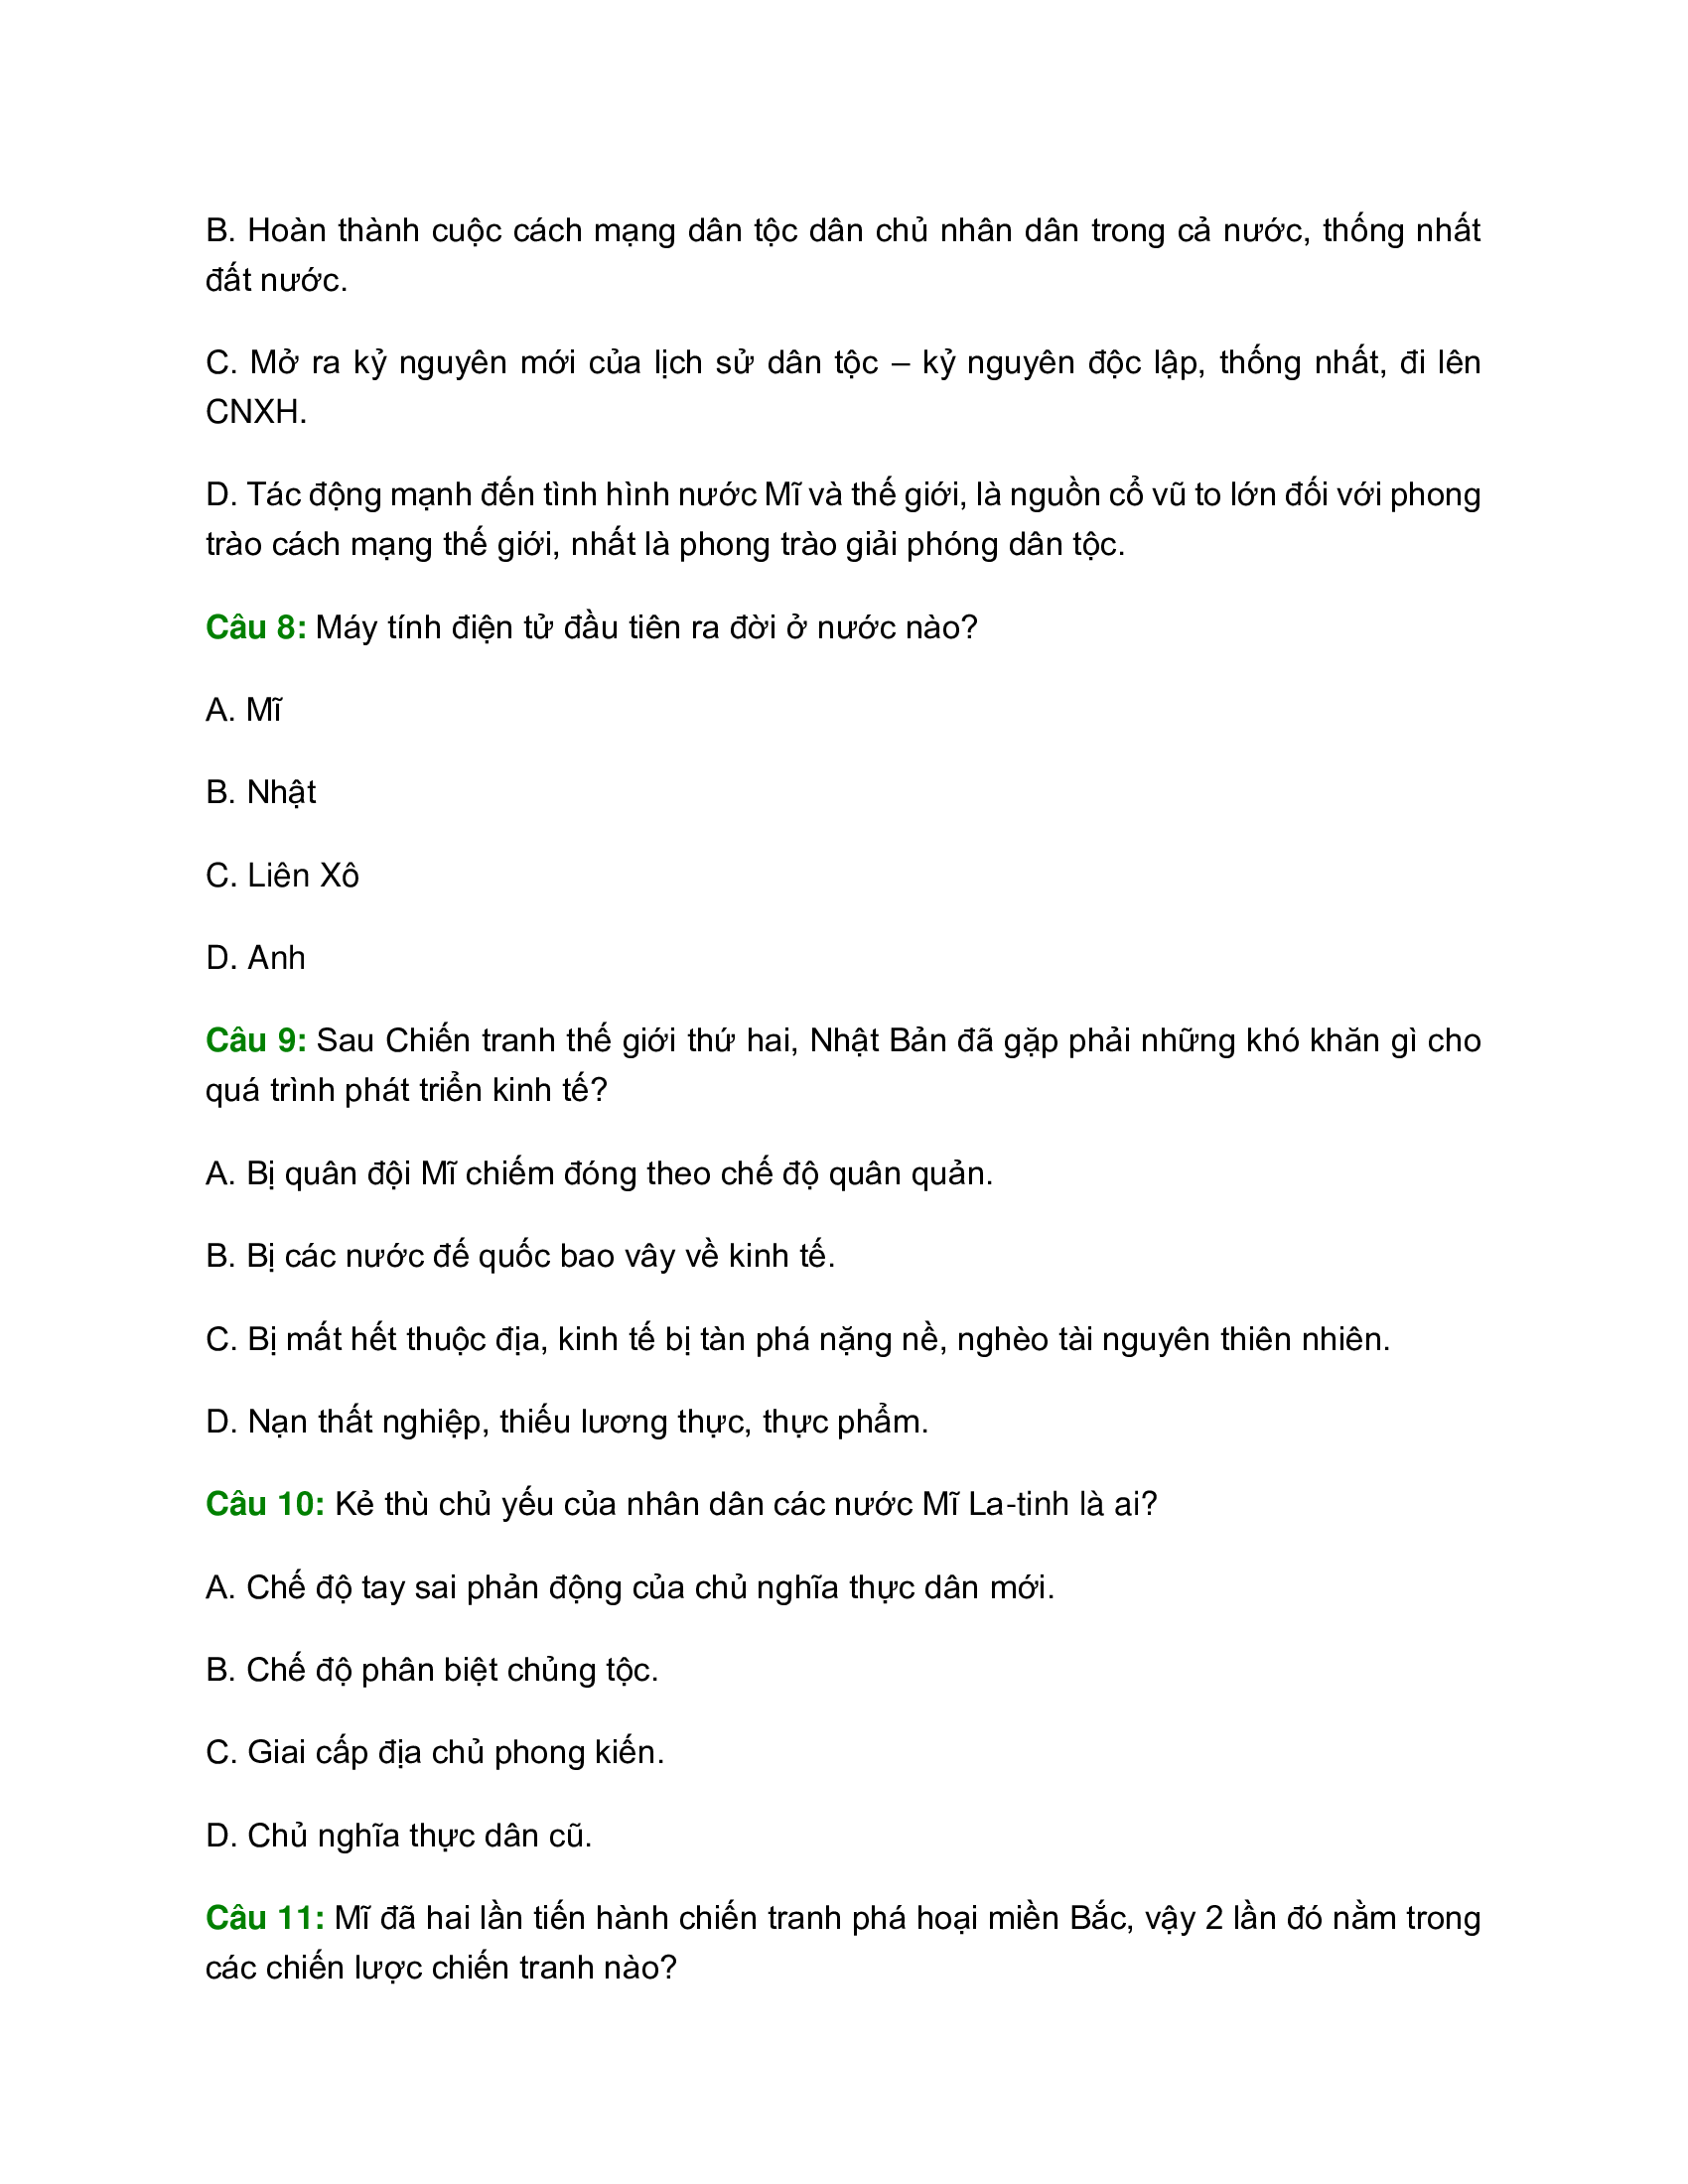 B. Hoàn thành cuộc cách mạng dân tộc dân chủ nhân dân trong cả nước, thống nhất
đất nước.
C. Mở ra kỷ nguyên mới của lịch sử dân tộc – kỷ nguyên độc lập, thống nhất, đi lên
CNXH.
D. Tác động mạnh đến tình hình nước Mĩ và thế giới, là nguồn cổ vũ to lớn đối với phong
trào cách mạng thế giới, nhất là phong trào giải phóng dân tộc.
Câu 8: Máy tính điện tử đầu tiên ra đời ở nước nào?
A. Mĩ
B. Nhật
C. Liên Xô
D. Anh
Câu 9: Sau Chiến tranh thế giới thứ hai, Nhật Bản đã gặp phải những khó khăn gì cho
quá trình phát triển kinh tế?
A. Bị quân đội Mĩ chiếm đóng theo chế độ quân quản.
B. Bị các nước đế quốc bao vây về kinh tế.
C. Bị mất hết thuộc địa, kinh tế bị tàn phá nặng nề, nghèo tài nguyên thiên nhiên.
D. Nạn thất nghiệp, thiếu lương thực, thực phẩm.
Câu 10: Kẻ thù chủ yếu của nhân dân các nước Mĩ La-tinh là ai?
A. Chế độ tay sai phản động của chủ nghĩa thực dân mới.
B. Chế độ phân biệt chủng tộc.
C. Giai cấp địa chủ phong kiến.
D. Chủ nghĩa thực dân cũ.
Câu 11: Mĩ đã hai lần tiến hành chiến tranh phá hoại miền Bắc, vậy 2 lần đó nằm trong
các chiến lược chiến tranh nào?